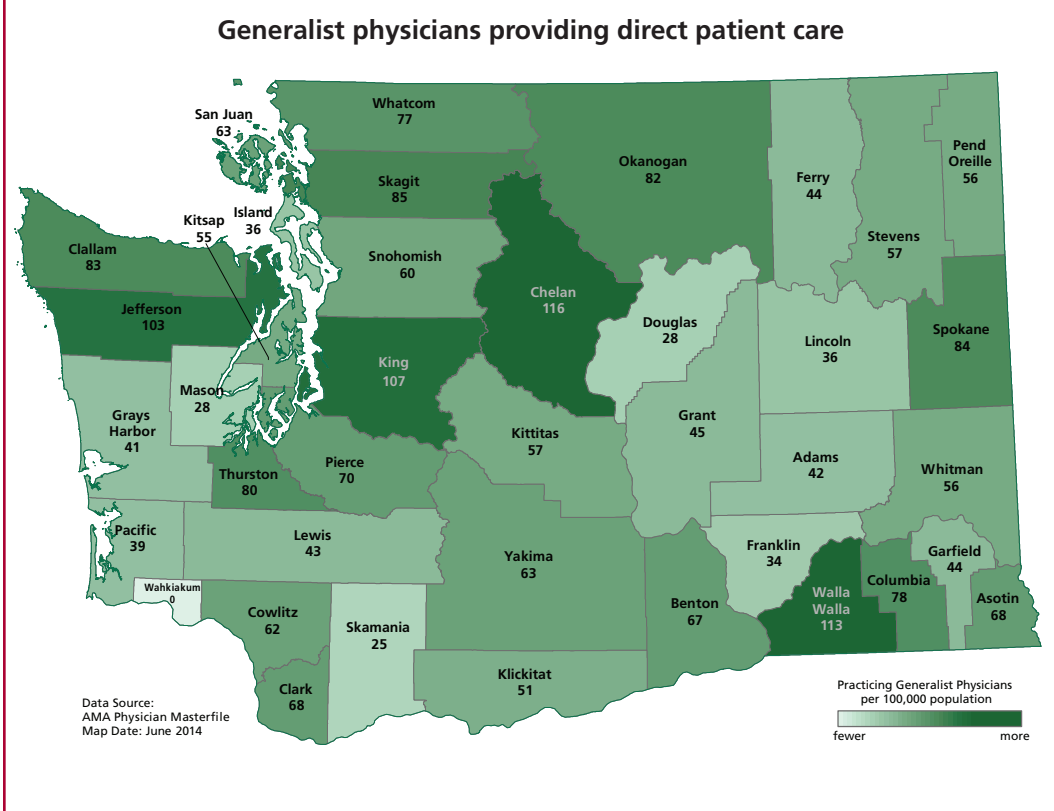 Generalist physicians providing direct patient care
San Juan
63
Whatcom
77
Okanogan
82
Ferry
44
Pend
Oreille
56
Skagit
85
Kitsap
55
Island
36
Stevens
57
Clallam
83
Snohomish
60
Jefferson
103
Chelan
116
Douglas
28
Lincoln
36
Spokane
84
King
107
Mason
28
Grays
Harbor
41
Kittitas
57
Grant
45
Adams
42
Whitman
56
Pierce
70
Thurston
80
Pacific
39
Lewis
43
Yakima
63
Franklin
34
Garfield
44
Wahkiakum
0
Walla
Walla
113
Columbia
78
Asotin
68
Cowlitz
62
Skamania
25
Benton
67
Klickitat
51
Clark
68
Data Source:
AMA Physician Masterfile
Map Date: June 2014
Practicing Generalist Physicians
per 100,000 population
fewer
more